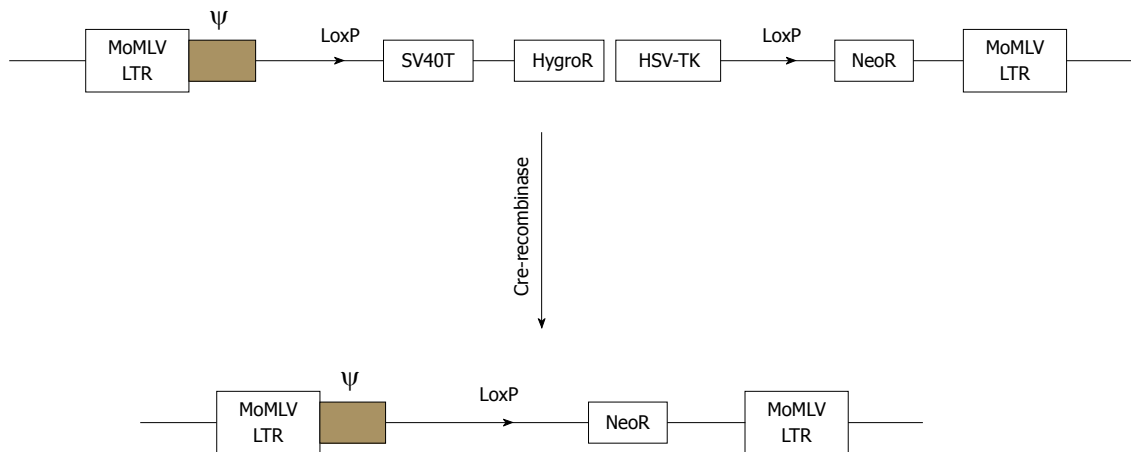 ψ
LoxP
LoxP
MoMLV
LTR
SV40T
HygroR
HSV-TK
NeoR
MoMLV
LTR
Cre-recombinase
ψ
LoxP
MoMLV
LTR
NeoR
MoMLV
LTR